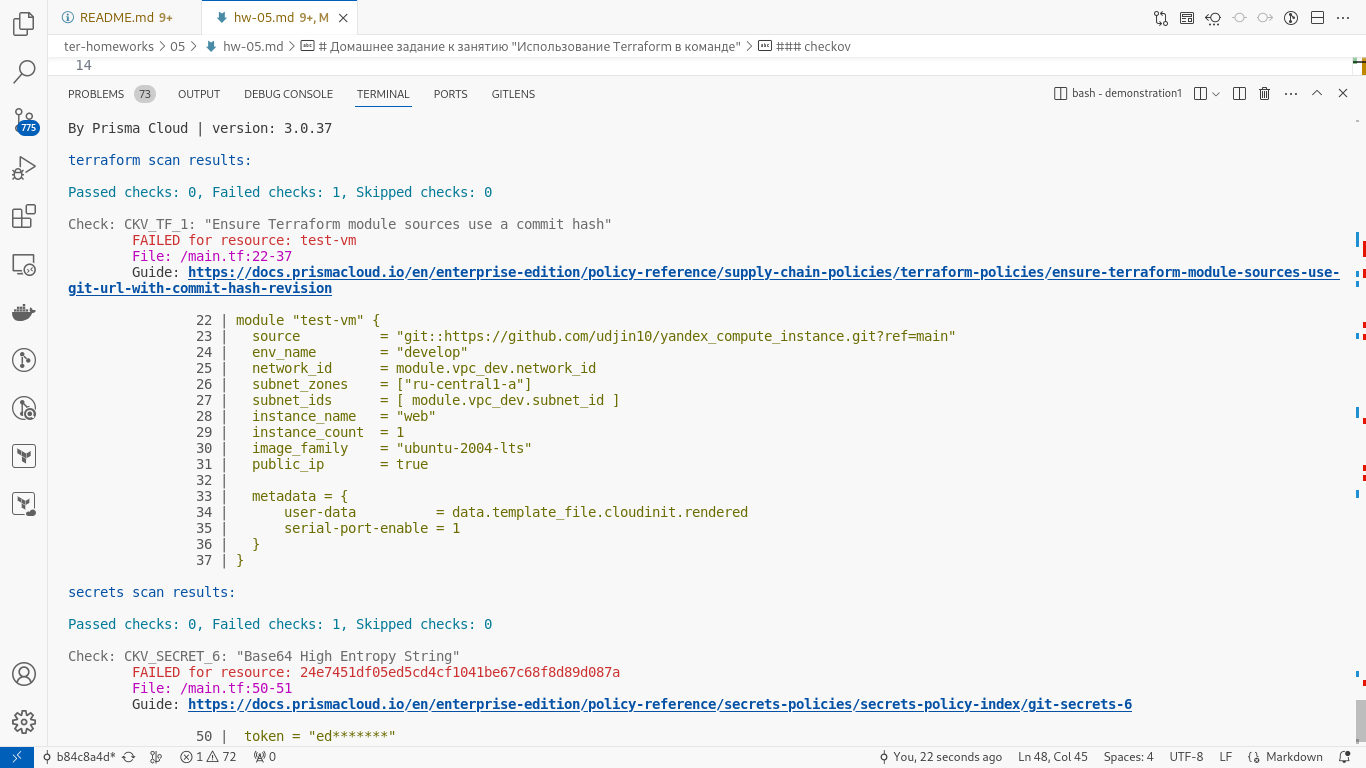 README.md 9+
hw-05.md 9+, M
ter-homeworks > 05 > hw-05.md > # Домашнее задание к занятию "Использование Terraform в команде" > ### checkov
14
PROBLEMS 73 OUTPUT DEBUG CONSOLE TERMINAL PORTS GITLENS
bash - demonstration1
By Prisma Cloud | version: 3.0.37
terraform scan results:
Passed checks: 0, Failed checks: 1, Skipped checks: 0
Check: CKV_TF_1: "Ensure Terraform module sources use a commit hash"
FAILED for resource: test-vm
File: /main.tf:22-37
Guide: https://docs.prismacloud.io/en/enterprise-edition/policy-reference/supply-chain-policies/terraform-policies/ensure-terraform-module-sources-use-
git-url-with-commit-hash-revision
22 | module "test-vm" {
23 |   source          = "git::https://github.com/udjin10/yandex_compute_instance.git?ref=main"
24 |   env_name        = "develop"
25 |   network_id      = module.vpc_dev.network_id
26 |   subnet_zones    = ["ru-central1-a"]
27 |   subnet_ids      = [ module.vpc_dev.subnet_id ]
28 |   instance_name   = "web"
29 |   instance_count  = 1
30 |   image_family    = "ubuntu-2004-lts"
31 |   public_ip       = true
32 |
33 |   metadata = {
34 |       user-data          = data.template_file.cloudinit.rendered
35 |       serial-port-enable = 1
36 |   }
37 | }
secrets scan results:
Passed checks: 0, Failed checks: 1, Skipped checks: 0
Check: CKV_SECRET_6: "Base64 High Entropy String"
FAILED for resource: 24e7451df05ed5cd4cf1041be67c68f8d89d087a
File: /main.tf:50-51
Guide: https://docs.prismacloud.io/en/enterprise-edition/policy-reference/secrets-policies/secrets-policy-index/git-secrets-6
50 |  token = "ed*******"
775
b84c8a4d* 1 72 0 You, 22 seconds ago Ln 48, Col 45 Spaces: 4 UTF-8 LF Markdown